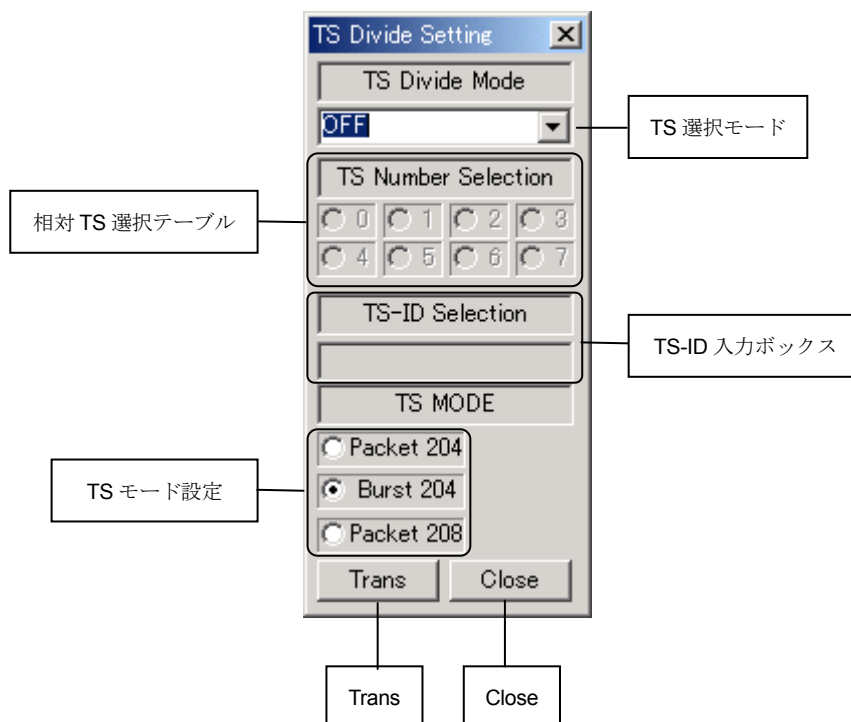 TS Divide Setting
TS Divide Mode
OFF
TS 選択モード
TS Number Selection
0 1 2 3
4 5 6 7
相対 TS 選択テーブル
TS-ID Selection
TS-ID 入力ボックス
TS MODE
Packet 204
Burst 204
Packet 208
TS モード設定
Trans Close
Trans Close